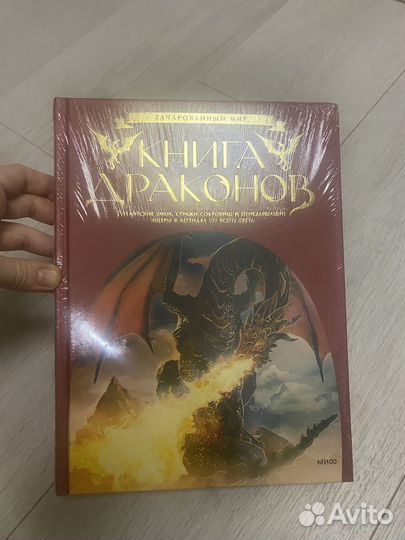 ЗАЧАРОВАННЫЙ МИР
КНИГА
ДРАКОНОВ
ГИГАНТСКИЕ ЗМЕИ, СТРАЖИ СОКРОВИЩ И ОГНЕДЫШАЩИЕ
ЯЩЕРЫ В ЛЕГЕНДАХ СО ВСЕГО СВЕТА
МИФ
Avito